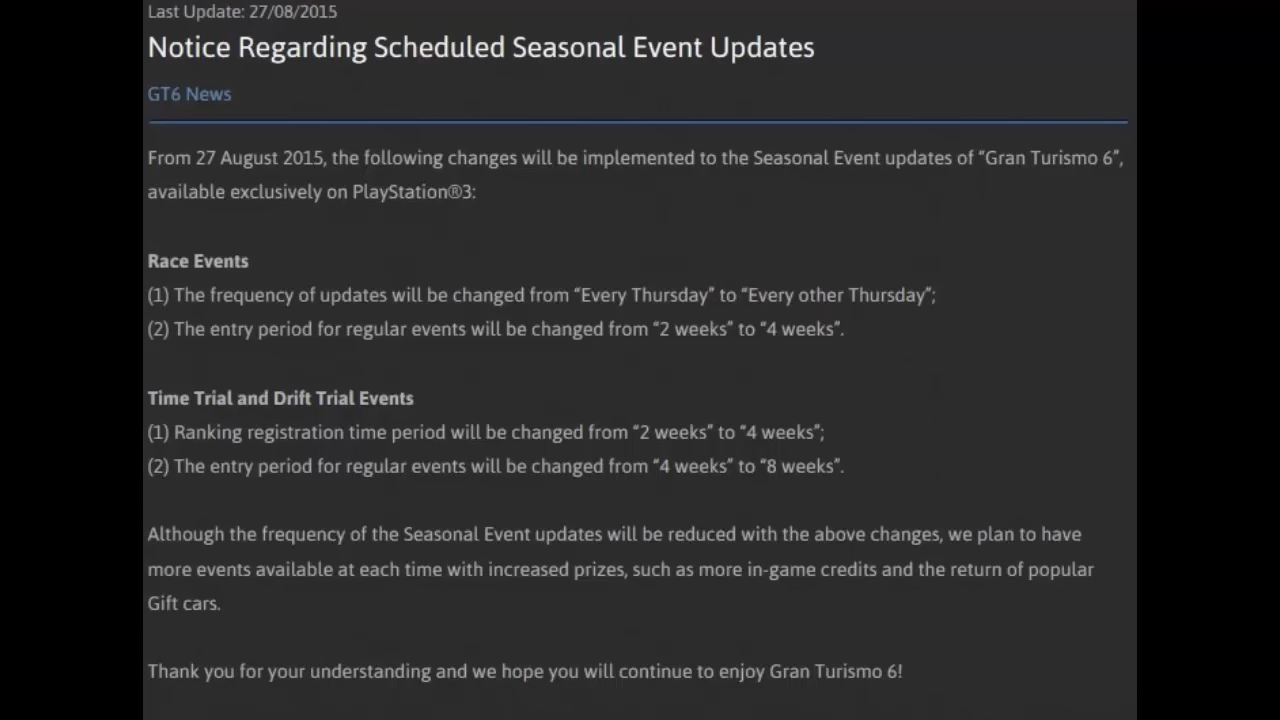 Last Update: 27/08/2015
Notice Regarding Scheduled Seasonal Event Updates
GT6 News
From 27 August 2015, the following changes will be implemented to the Seasonal Event updates of “Gran Turismo 6”,
available exclusively on PlayStation®3:
Race Events
(1) The frequency of updates will be changed from “Every Thursday” to “Every other Thursday”;
(2) The entry period for regular events will be changed from “2 weeks” to “4 weeks”.
Time Trial and Drift Trial Events
(1) Ranking registration time period will be changed from “2 weeks” to “4 weeks”;
(2) The entry period for regular events will be changed from “4 weeks” to “8 weeks”.
Although the frequency of the Seasonal Event updates will be reduced with the above changes, we plan to have
more events available at each time with increased prizes, such as more in-game credits and the return of popular
Gift cars.
Thank you for your understanding and we hope you will continue to enjoy Gran Turismo 6!